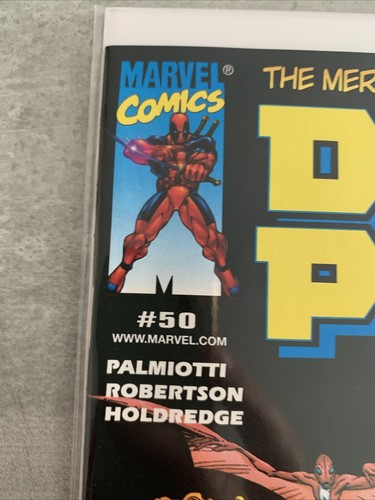 MARVEL®
COMICS
THE MER
D
P
#50
WWW.MARVEL.COM
PALMIOTTI
ROBERTSON
HOLDREDGE